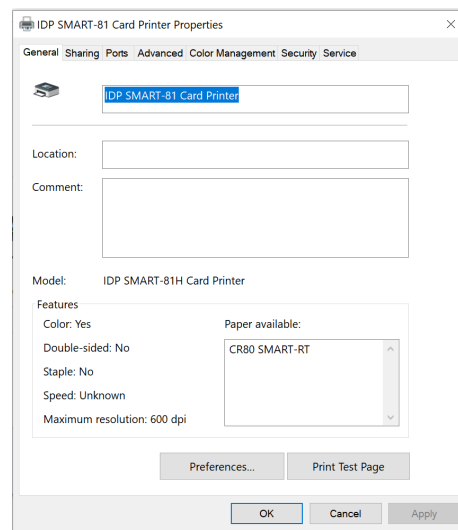 IDP SMART-81 Card Printer Properties
General Sharing Ports Advanced Color Management Security Service
IDP SMART-81 Card Printer
Location:
Comment:
Model: IDP SMART-81H Card Printer
Features
Color: Yes Paper available:
Double-sided: No CR80 SMART-RT
Staple: No
Speed: Unknown
Maximum resolution: 600 dpi
Preferences... Print Test Page
OK Cancel Apply